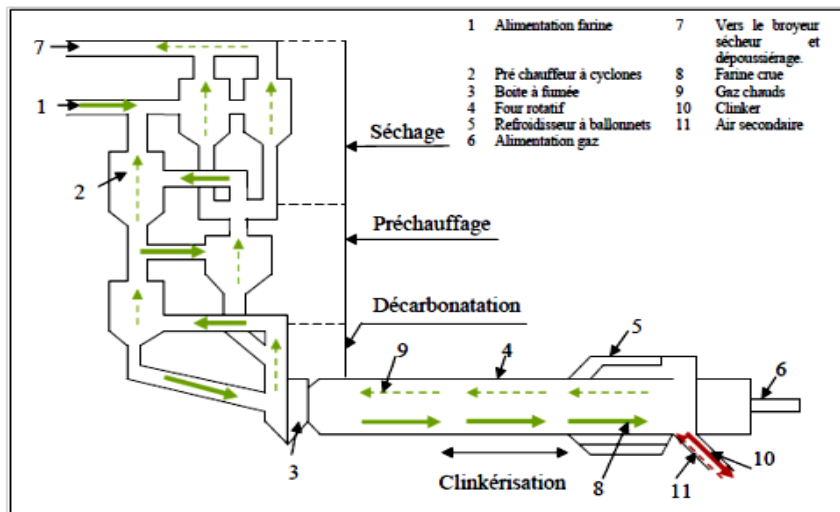 1 Alimentation farine 7 Vers le broyeur
sécheur et
dépoussiérage.
2 Pré chauffeur à cyclones 8 Farine crue
3 Boite à fumée 9 Gaz chauds
4 Four rotatif 10 Clinker
5 Refroidisseur à ballonnets 11 Air secondaire
6 Alimentation gaz
7
1
Séchage
2
Préchauffage
Décarbonatation
5
9 4 6
3 Clinkérisation 8 11 10